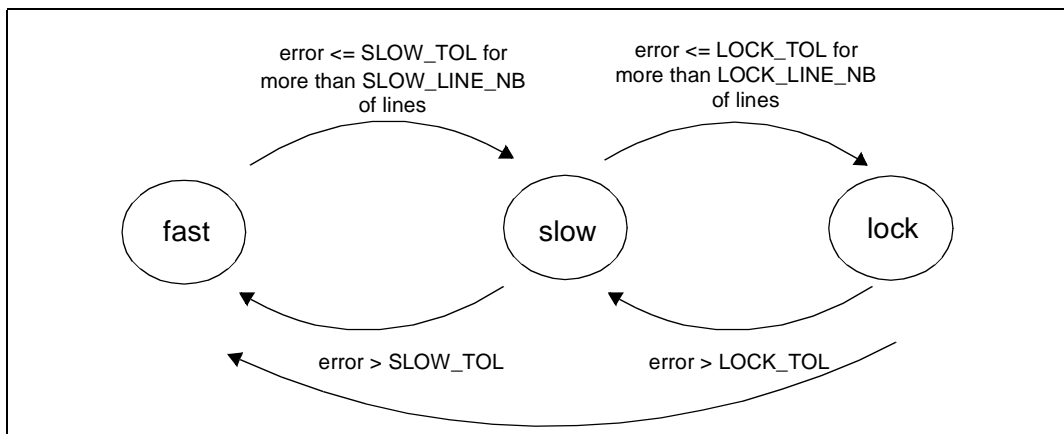 error <= SLOW_TOL for
more than SLOW_LINE_NB
of lines
error <= LOCK_TOL for
more than LOCK_LINE_NB
of lines
fast
slow
lock
error > SLOW_TOL
error > LOCK_TOL